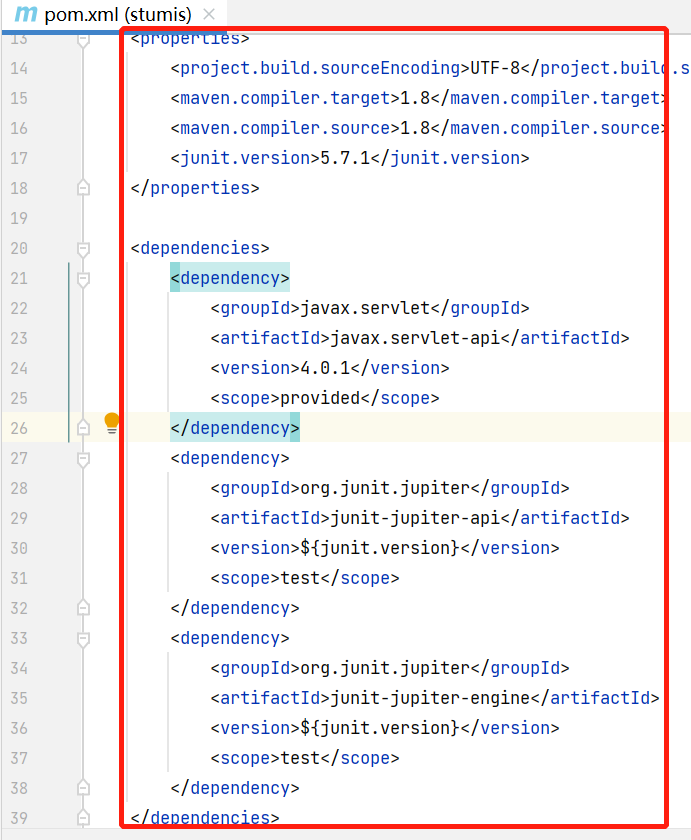 m pom.xml (stumis) ×
13 <properties>
14 <project.build.sourceEncoding>UTF-8</project.build.s
15 <maven.compiler.target>1.8</maven.compiler.target>
16 <maven.compiler.source>1.8</maven.compiler.source>
17 <junit.version>5.7.1</junit.version>
18 </properties>
19
20 <dependencies>
21 <dependency>
22 <groupId>javax.servlet</groupId>
23 <artifactId>javax.servlet-api</artifactId>
24 <version>4.0.1</version>
25 <scope>provided</scope>
26 </dependency>
27 <dependency>
28 <groupId>org.junit.jupiter</groupId>
29 <artifactId>junit-jupiter-api</artifactId>
30 <version>${junit.version}</version>
31 <scope>test</scope>
32 </dependency>
33 <dependency>
34 <groupId>org.junit.jupiter</groupId>
35 <artifactId>junit-jupiter-engine</artifactId>
36 <version>${junit.version}</version>
37 <scope>test</scope>
38 </dependency>
39 </dependencies>